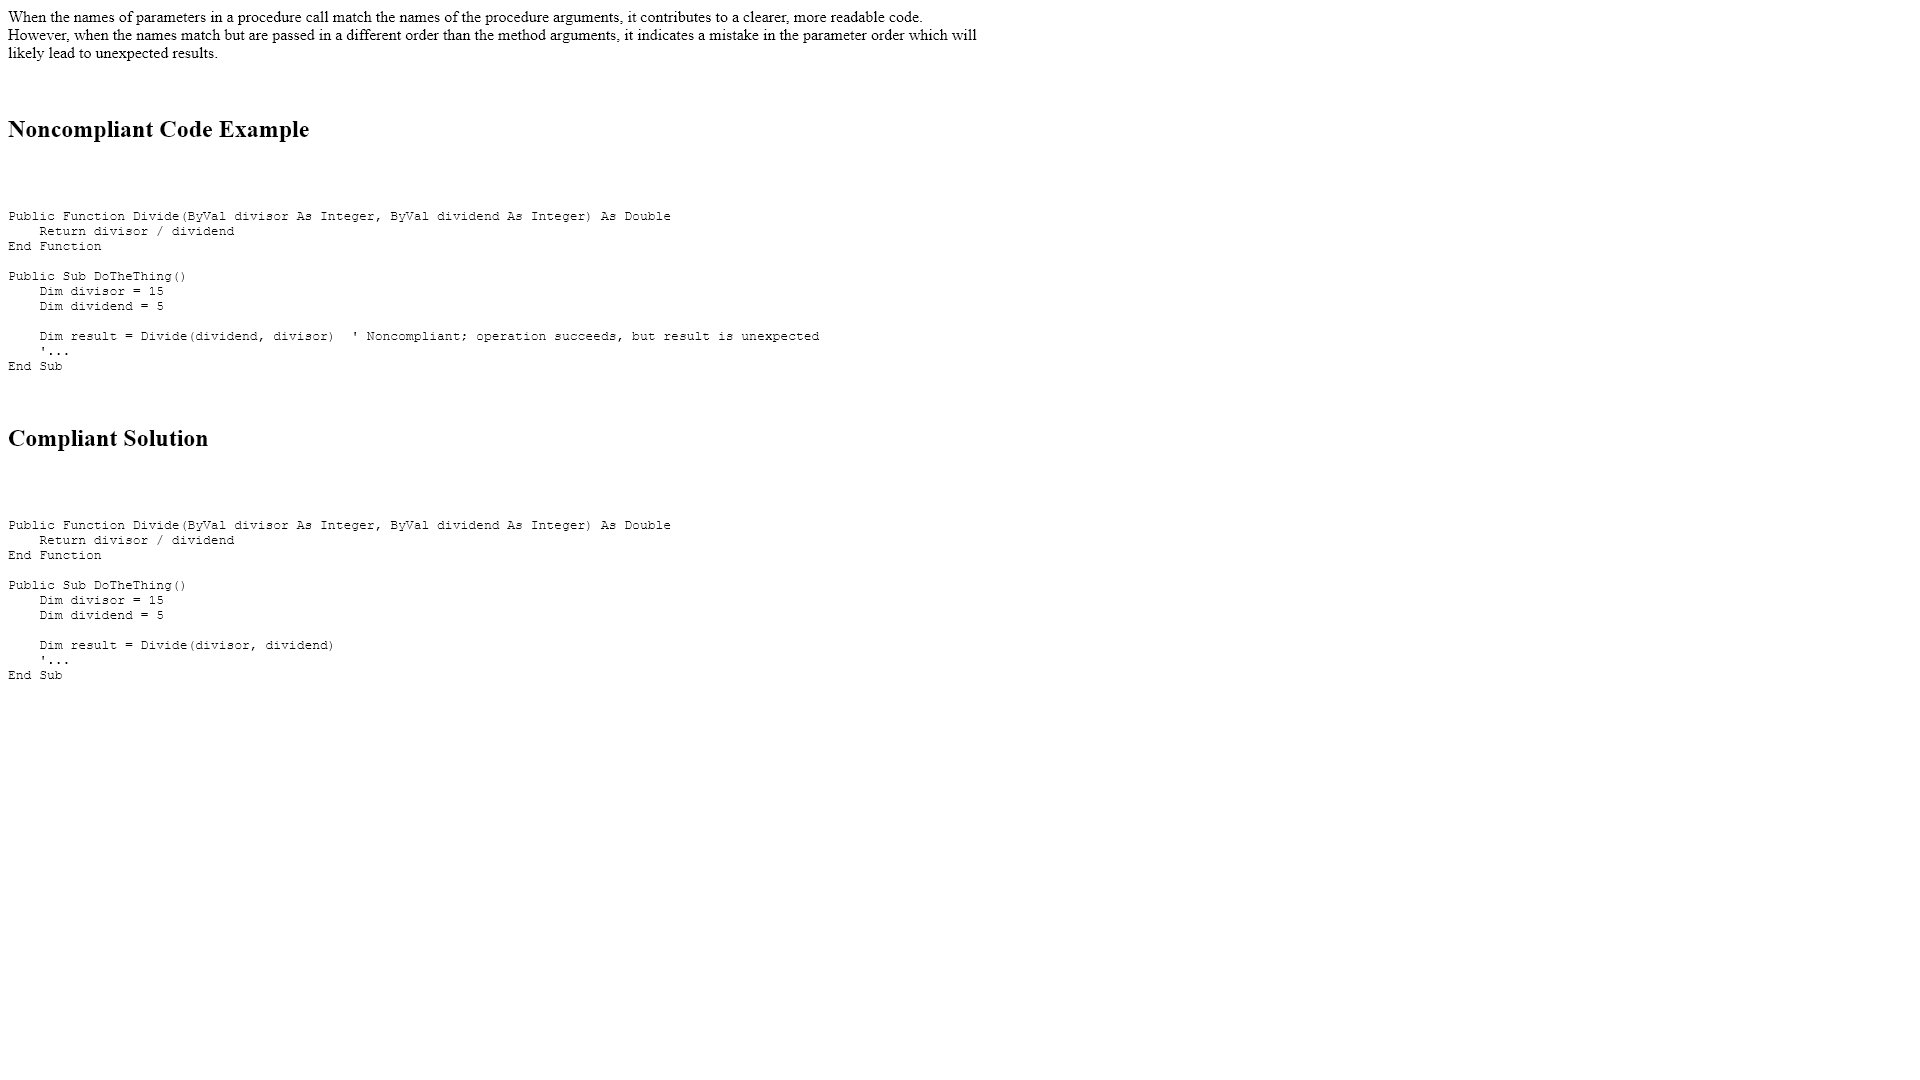 When the names of parameters in a procedure call match the names of the procedure arguments, it contributes to a clearer, more readable code.
However, when the names match but are passed in a different order than the method arguments, it indicates a mistake in the parameter order which will
likely lead to unexpected results.
Noncompliant Code Example
Public Function Divide(ByVal divisor As Integer, ByVal dividend As Integer) As Double
    Return divisor / dividend
End Function
Public Sub DoTheThing()
    Dim divisor = 15
    Dim dividend = 5
    Dim result = Divide(dividend, divisor)  ' Noncompliant; operation succeeds, but result is unexpected
    '...
End Sub
Compliant Solution
Public Function Divide(ByVal divisor As Integer, ByVal dividend As Integer) As Double
    Return divisor / dividend
End Function
Public Sub DoTheThing()
    Dim divisor = 15
    Dim dividend = 5
    Dim result = Divide(divisor, dividend)
    '...
End Sub